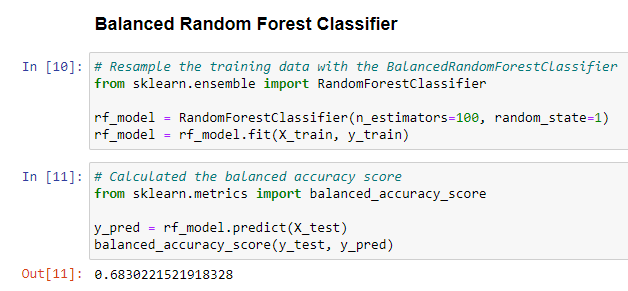 Balanced Random Forest Classifier
In [10]: # Resample the training data with the BalancedRandomForestClassifier
from sklearn.ensemble import RandomForestClassifier
rf_model = RandomForestClassifier(n_estimators=100, random_state=1)
rf_model = rf_model.fit(X_train, y_train)
In [11]: # Calculated the balanced accuracy score
from sklearn.metrics import balanced_accuracy_score
y_pred = rf_model.predict(X_test)
balanced_accuracy_score(y_test, y_pred)
Out[11]: 0.6830221521918328